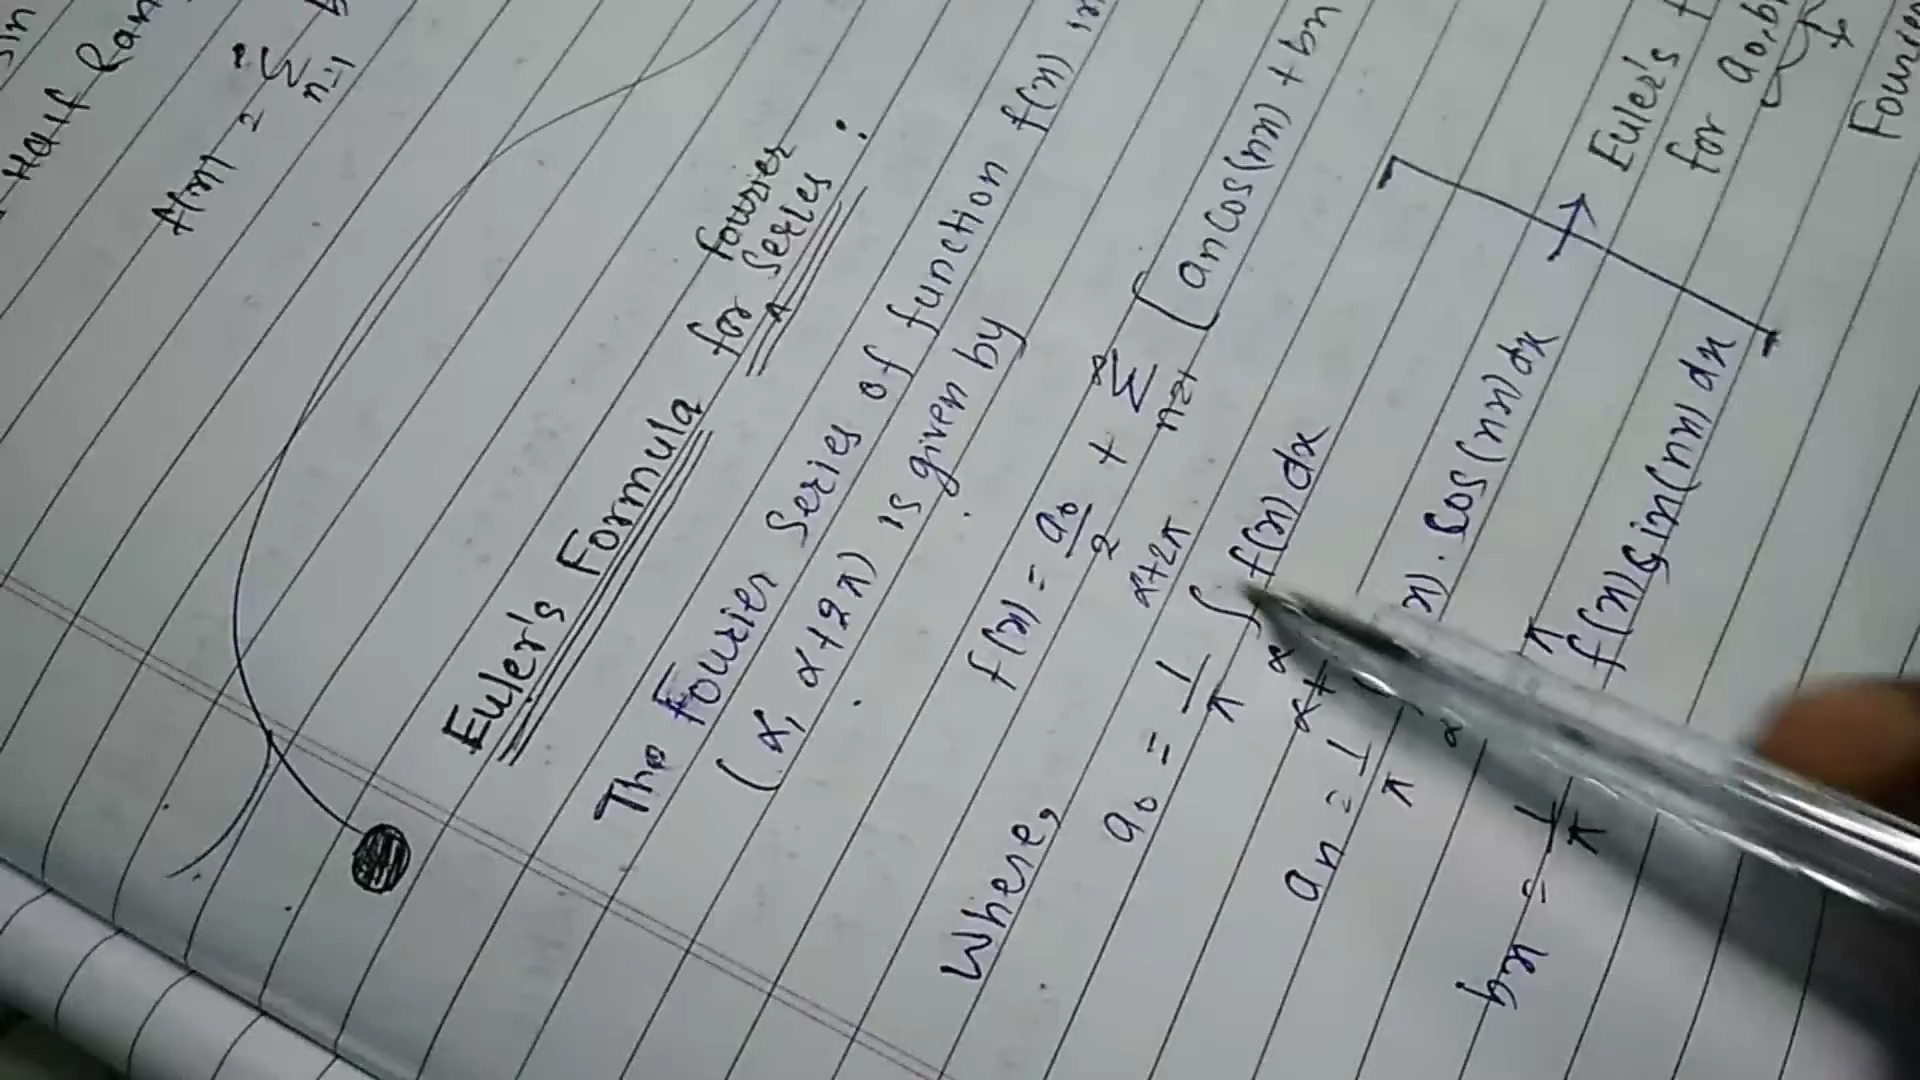 Half Ran
f(x) = ∞ Σ n=1
Euler's Formula for Fourier Series :
The Fourier Series of function f(x) in
(α, α+2π) is given by
f(x) = a0/2 + ∞ Σ n=1 [ an cos(nx) + bn
Where,
a0 = 1/π α+2π ∫ α f(x) dx
an = 1/π α+ α x) . cos(nx) dx
bn = 1/π π f(x) sin(nx) dx
→ Euler's
for a0, b
Fourier